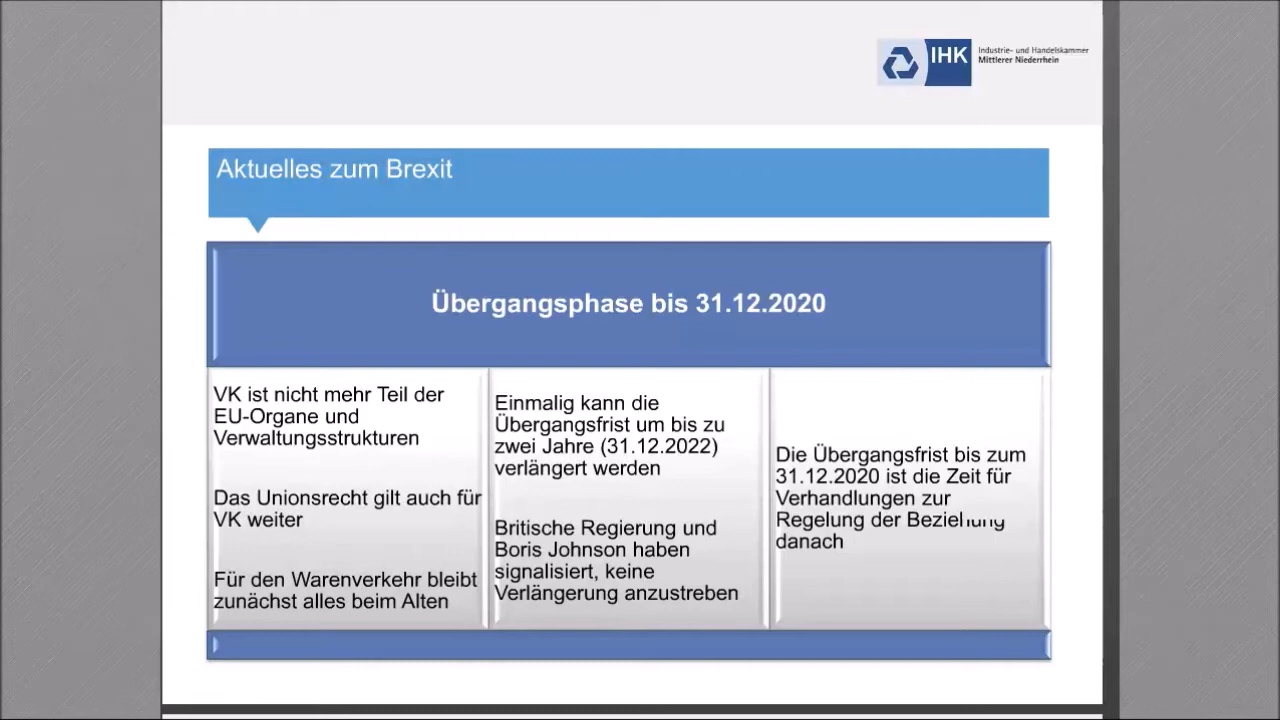 IHK
Industrie- und Handelskammer
Mittlerer Niederrhein
Aktuelles zum Brexit
Übergangsphase bis 31.12.2020
VK ist nicht mehr Teil der
EU-Organe und
Verwaltungsstrukturen
Das Unionsrecht gilt auch für
VK weiter
Für den Warenverkehr bleibt
zunächst alles beim Alten
Einmalig kann die
Übergangsfrist um bis zu
zwei Jahre (31.12.2022)
verlängert werden
Britische Regierung und
Boris Johnson haben
signalisiert, keine
Verlängerung anzustreben
Die Übergangsfrist bis zum
31.12.2020 ist die Zeit für
Verhandlungen zur
Regelung der Beziehung
danach